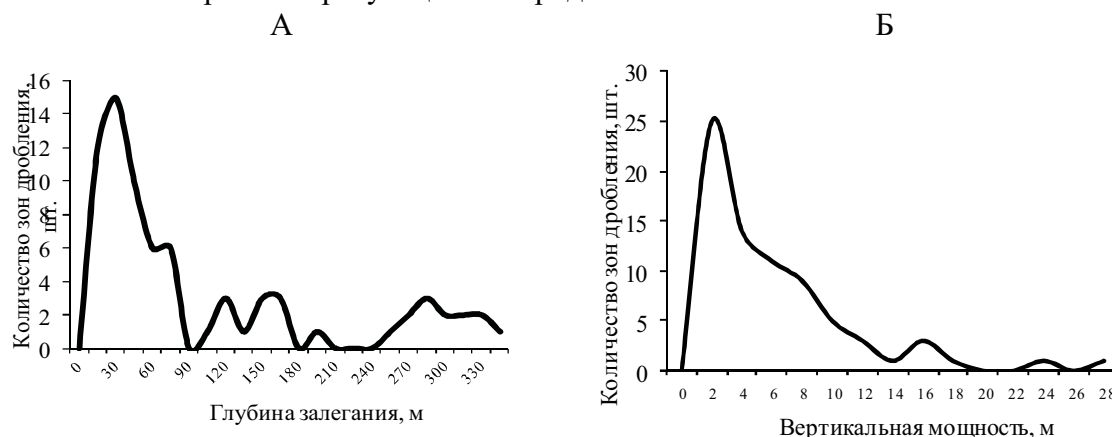 А
Б
Количество зон дробления,
шт.
16
14
12
10
8
6
4
2
0
0 30 60 90 120 150 180 210 240 270 300 330
Глубина залегания, м
Количество зон дробления, шт.
30
25
20
15
10
5
0
0 2 4 6 8 10 12 14 16 18 20 22 24 26 28
Вертикальная мощность, м